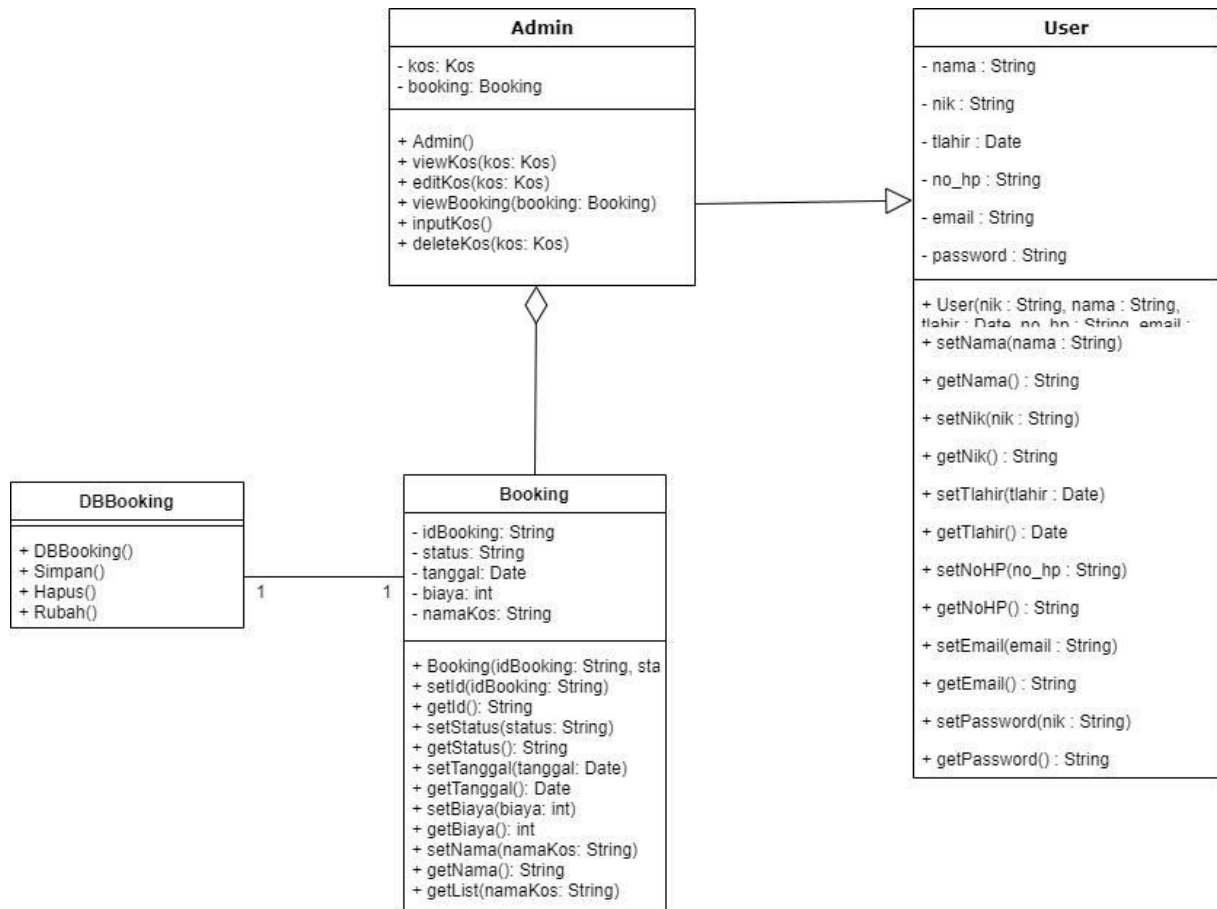 Admin
- kos: Kos
- booking: Booking
+ Admin()
+ viewKos(kos: Kos)
+ editKos(kos: Kos)
+ viewBooking(booking: Booking)
+ inputKos()
+ deleteKos(kos: Kos)
User
- nama : String
- nik : String
- tlahir : Date
- no_hp : String
- email : String
- password : String
+ User(nik : String, nama : String,
tlahir : Date, no_hp : String, email :
+ setNama(nama : String)
+ getNama() : String
+ setNik(nik : String)
+ getNik() : String
+ setTlahir(tlahir : Date)
+ getTlahir() : Date
+ setNoHP(no_hp : String)
+ getNoHP() : String
+ setEmail(email : String)
+ getEmail() : String
+ setPassword(nik : String)
+ getPassword() : String
DBBooking
+ DBBooking()
+ Simpan()
+ Hapus()
+ Rubah()
1
1
Booking
- idBooking: String
- status: String
- tanggal: Date
- biaya: int
- namaKos: String
+ Booking(idBooking: String, sta
+ setId(idBooking: String)
+ getId(): String
+ setStatus(status: String)
+ getStatus(): String
+ setTanggal(tanggal: Date)
+ getTanggal(): Date
+ setBiaya(biaya: int)
+ getBiaya(): int
+ setNama(namaKos: String)
+ getNama(): String
+ getList(namaKos: String)